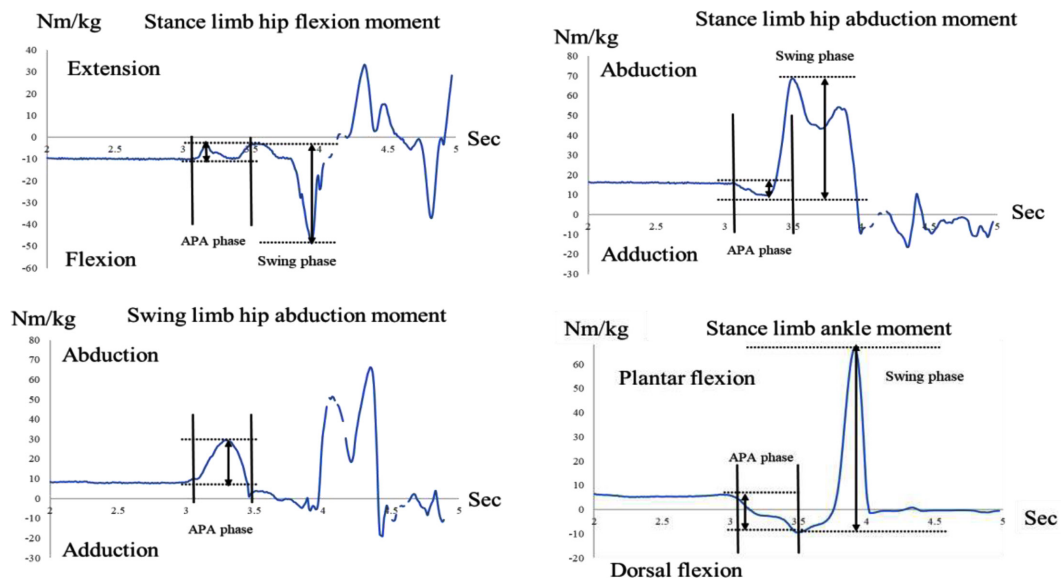 Nm/kg
Stance limb hip flexion moment
40
Extension
30
20
10
0
2
2.5
3
3.5
4
4.5
5
Sec
-10
-20
-30
-40
APA phase
-50
Swing phase
Flexion
-60
Stance limb hip abduction moment
Nm/kg
Swing phase
80
Abduction
70
60
50
40
30
20
10
Sec
0
2
2.5
3
3.5
4
4.5
5
-10
APA phase
Adduction
-20
-30
Nm/kg
Swing limb hip abduction moment
80
Abduction
70
60
50
40
30
20
10
0
2
2.5
3
3.5
4
4.5
5
Sec
-10
APA phase
-20
Adduction
-30
Nm/kg
Stance limb ankle moment
60
Plantar flexion
Swing phase
50
40
30
APA phase
20
10
Sec
0
2
2.5
3
3.5
4
4.5
5
-10
-20
Dorsal flexion